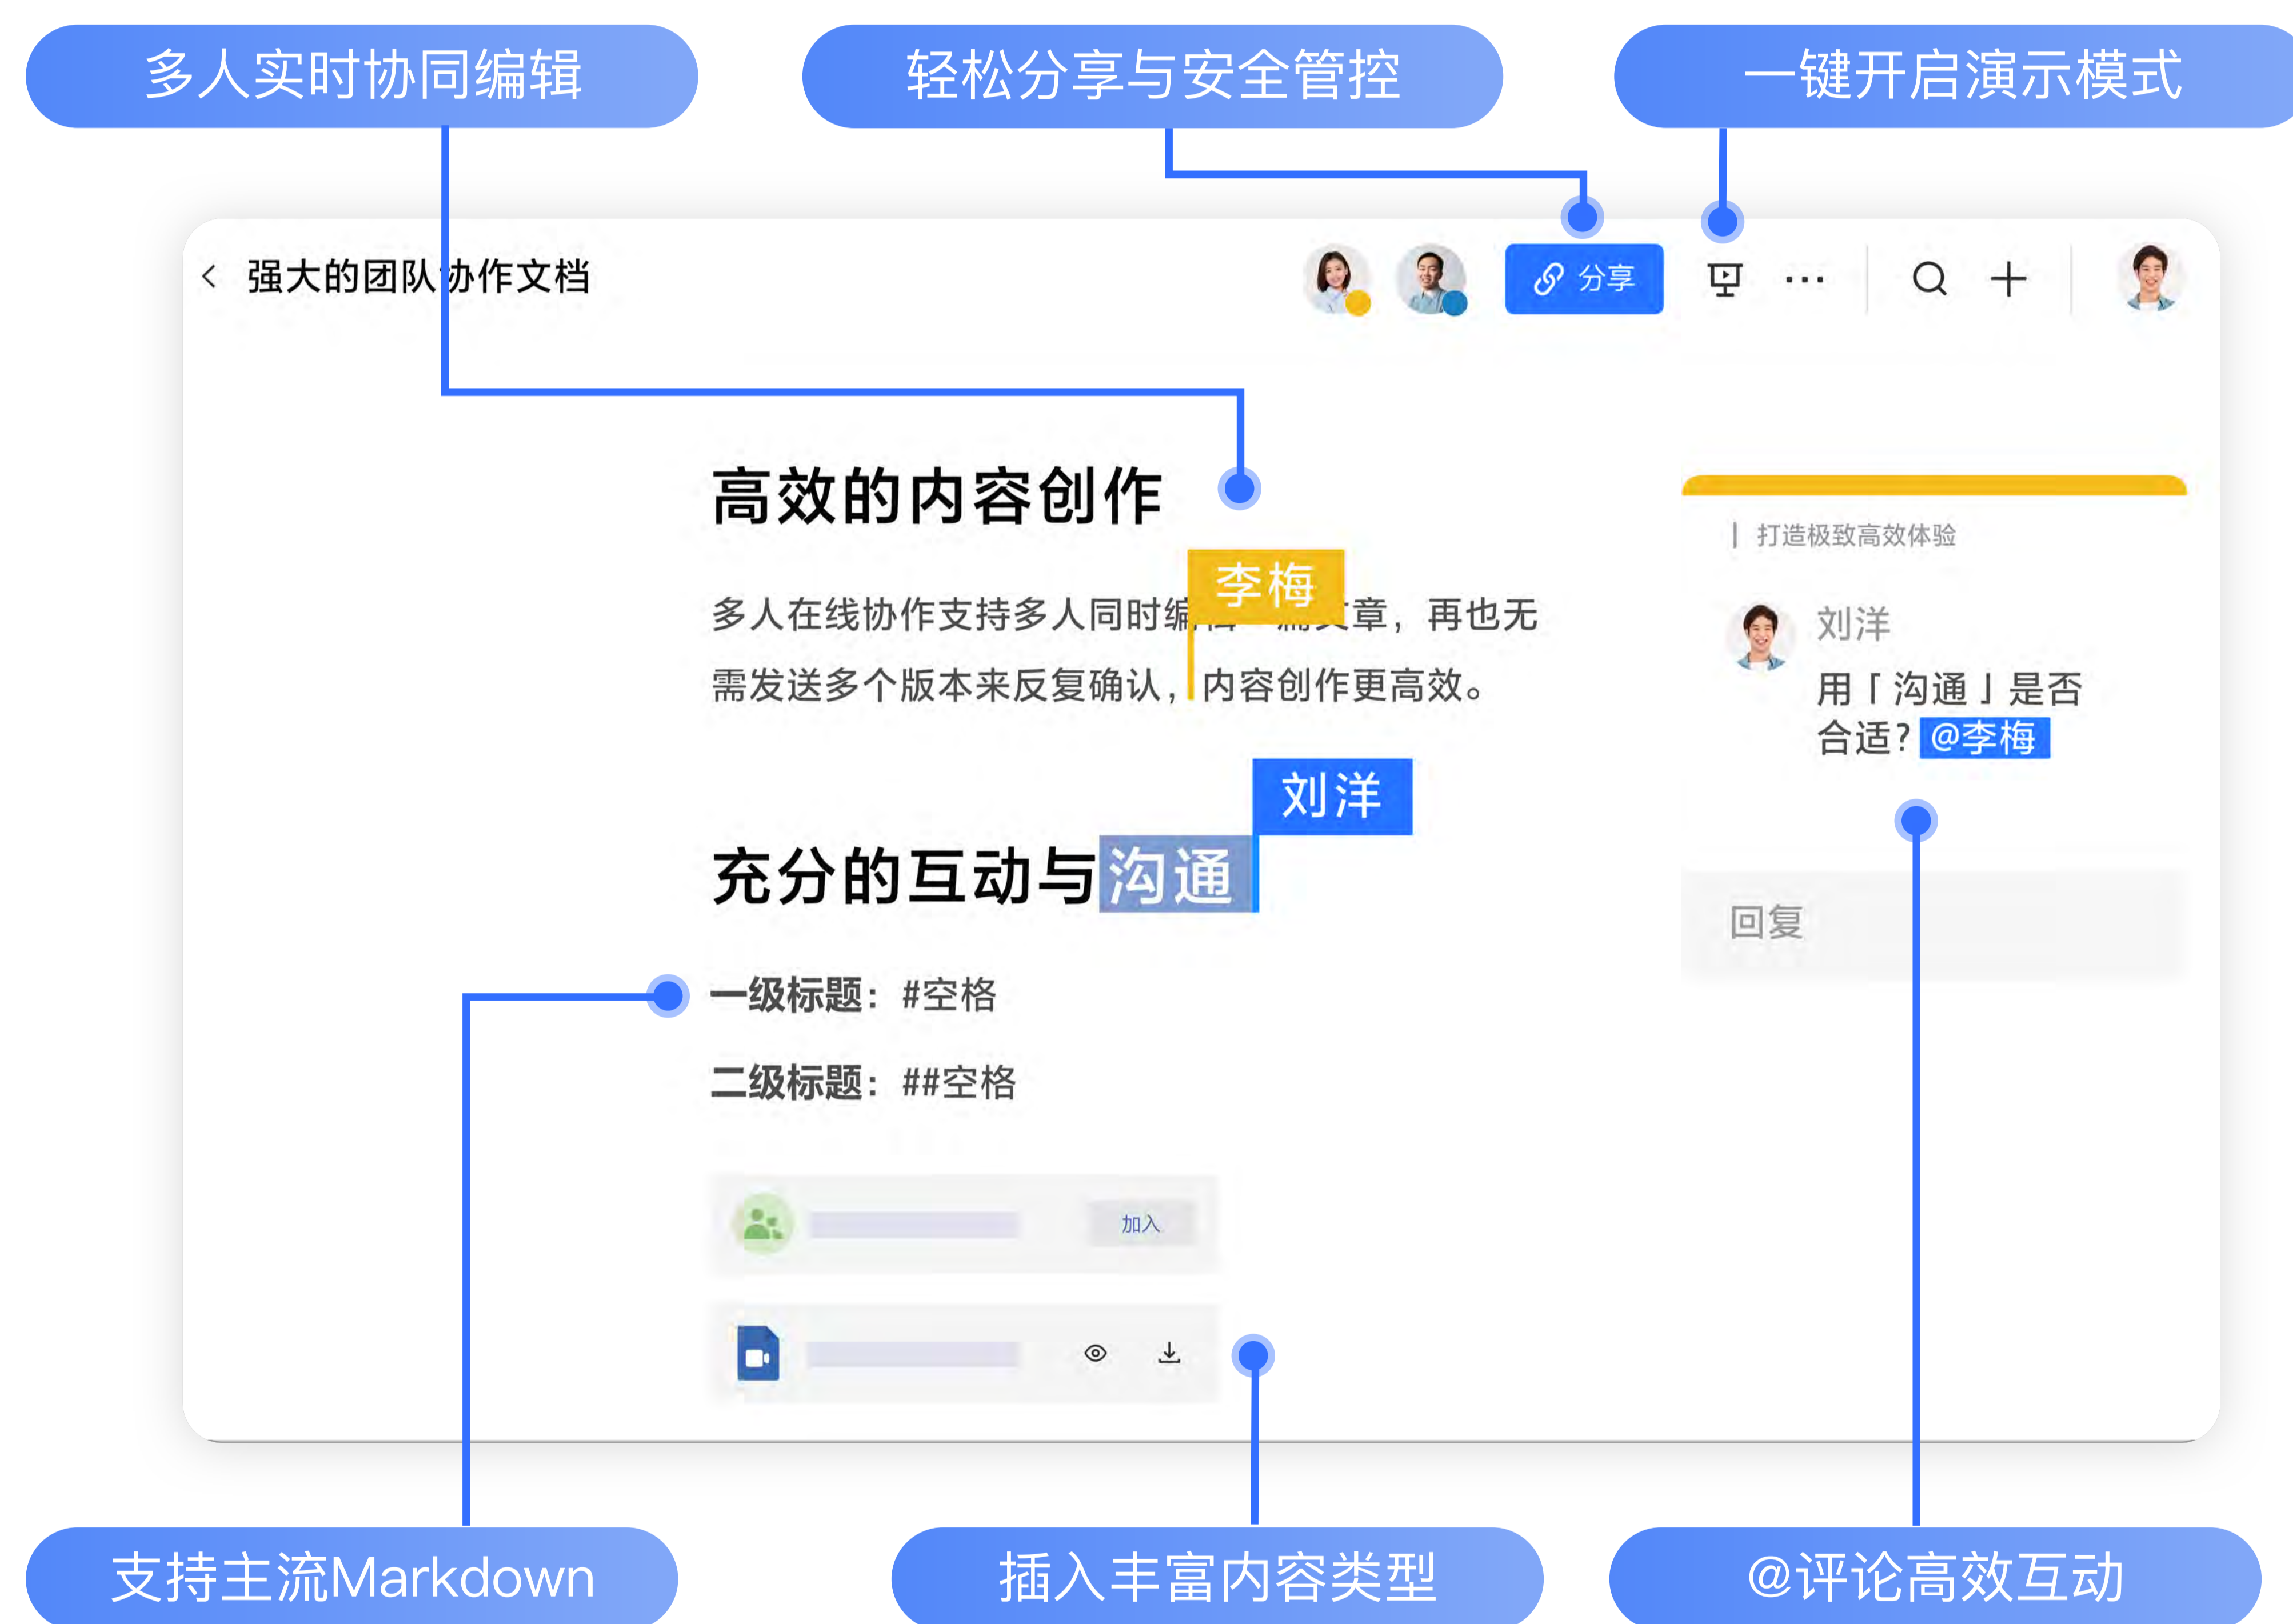 多人实时协同编辑
轻松分享与安全管控
一键开启演示模式
强大的团队协作文档
分享
高效的内容创作
李梅
多人在线协作支持多人同时编辑一篇文章，再也无
需发送多个版本来反复确认，内容创作更高效。
刘洋
充分的互动与沟通
一级标题：#空格
二级标题：##空格
加入
打造极致高效体验
刘洋
用「沟通」是否
合适？@李梅
回复
支持主流Markdown
插入丰富内容类型
@评论高效互动